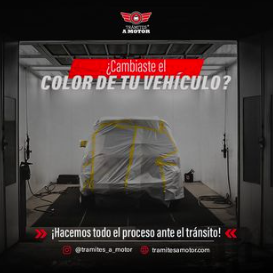 TRÁMITES
A MOTOR
¿Cambiaste el
COLOR DE TU VEHÍCULO?
¡Hacemos todo el proceso ante el tránsito!
@tramites_a_motor
tramitesamotor.com